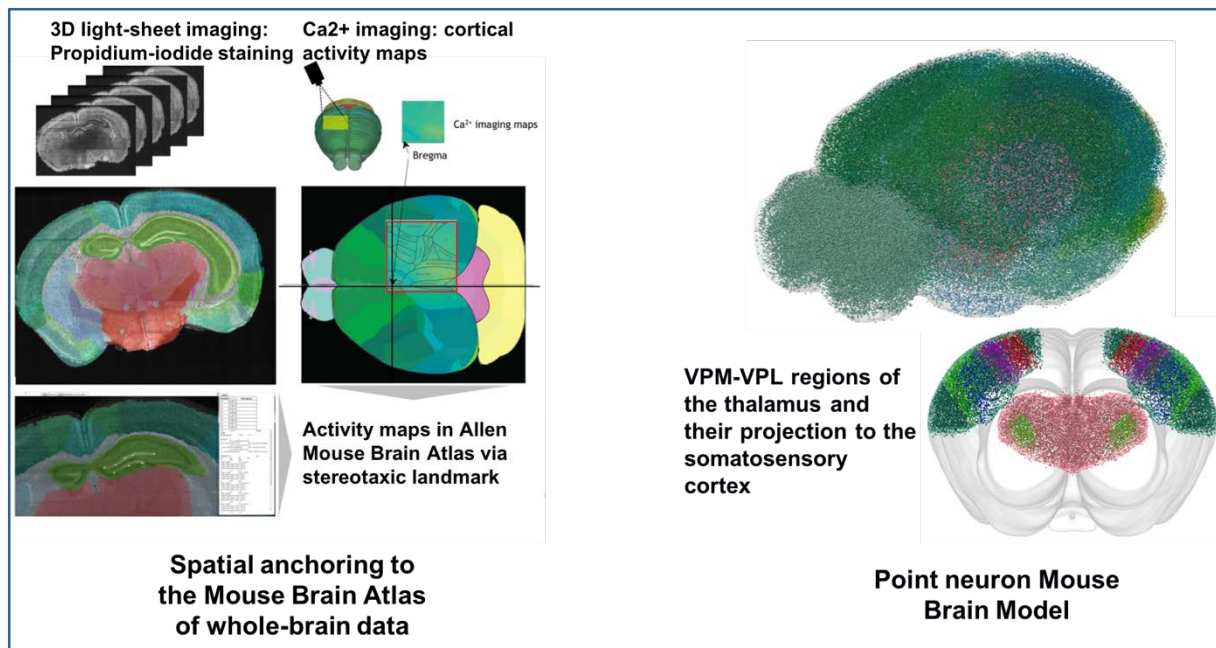 3D light-sheet imaging:
Propidium-iodide staining
Ca2+ imaging: cortical
activity maps
Ca²⁺ imaging maps
Bregma
Activity maps in Allen
Mouse Brain Atlas via
stereotaxic landmark
Spatial anchoring to
the Mouse Brain Atlas
of whole-brain data
VPM-VPL regions of
the thalamus and
their projection to the
somatosensory
cortex
Point neuron Mouse
Brain Model